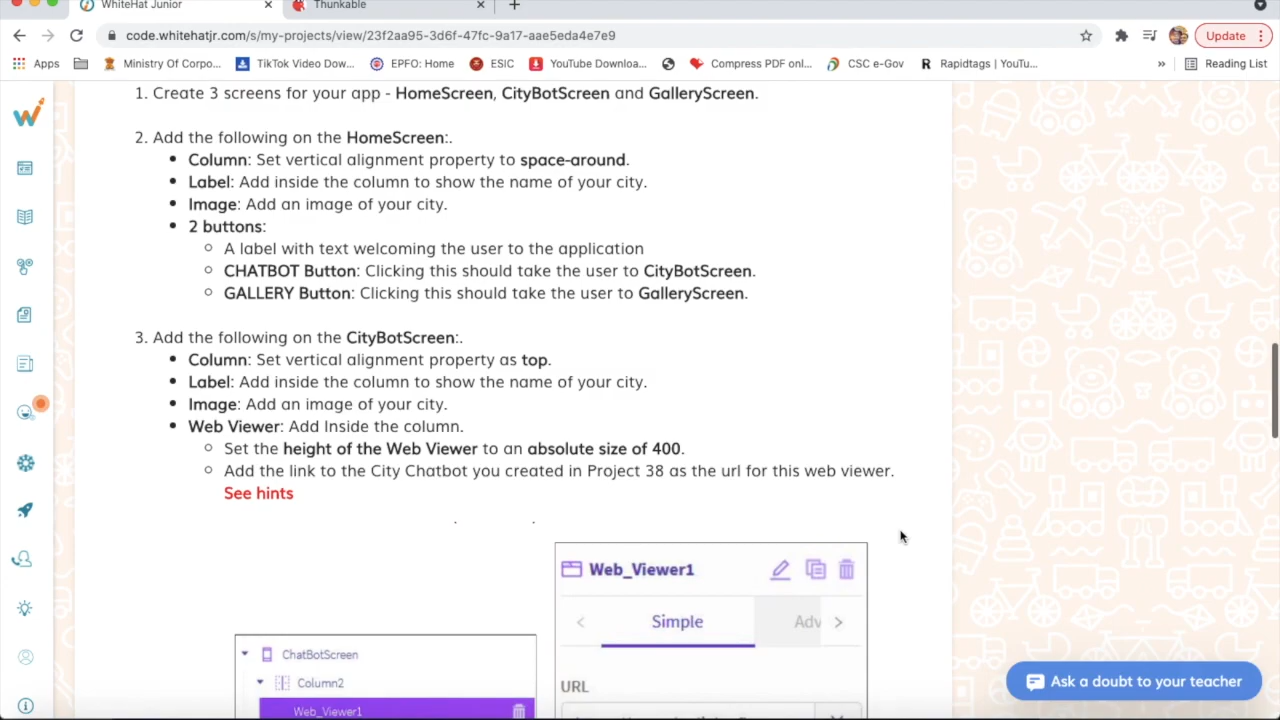 WhiteHat Junior
Thunkable
code.whitehatjr.com/s/my-projects/view/23f2aa95-3d6f-47fc-9a17-aae5eda4e7e9
Update
Apps
Ministry Of Corpo...
TikTok Video Dow...
EPFO: Home
ESIC
YouTube Downloa...
Compress PDF onl...
CSC e-Gov
Rapidtags | YouTu...
»
Reading List
1. Create 3 screens for your app - HomeScreen, CityBotScreen and GalleryScreen.
2. Add the following on the HomeScreen:.
Column: Set vertical alignment property to space-around.
Label: Add inside the column to show the name of your city.
Image: Add an image of your city.
2 buttons:
A label with text welcoming the user to the application
CHATBOT Button: Clicking this should take the user to CityBotScreen.
GALLERY Button: Clicking this should take the user to GalleryScreen.
3. Add the following on the CityBotScreen:.
Column: Set vertical alignment property as top.
Label: Add inside the column to show the name of your city.
Image: Add an image of your city.
Web Viewer: Add Inside the column.
Set the height of the Web Viewer to an absolute size of 400.
Add the link to the City Chatbot you created in Project 38 as the url for this web viewer.
See hints
Web_Viewer1
Simple
Adv
ChatBotScreen
Column2
Web_Viewer1
URL
Ask a doubt to your teacher